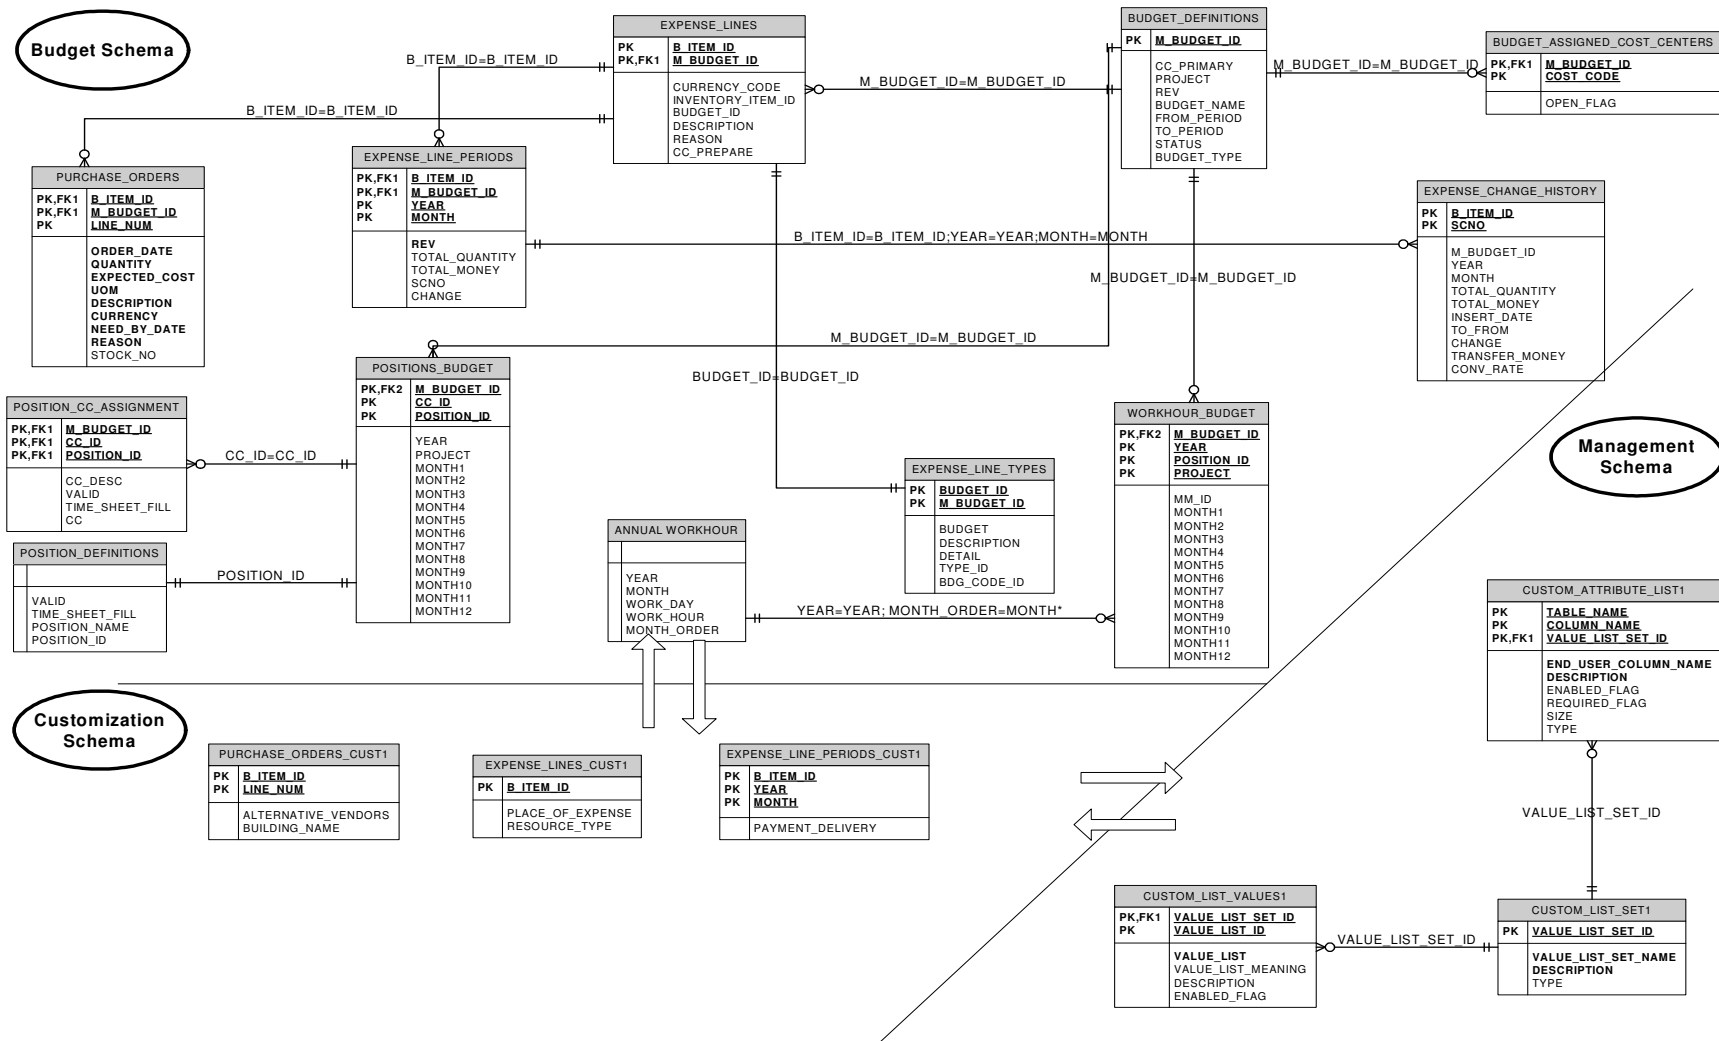 Budget Schema
EXPENSE_LINES
PK B_ITEM_ID
PK,FK1 M_BUDGET_ID
CURRENCY_CODE
INVENTORY_ITEM_ID
BUDGET_ID
DESCRIPTION
REASON
CC_PREPARE
BUDGET_DEFINITIONS
PK M_BUDGET_ID
CC_PRIMARY
PROJECT
REV
BUDGET_NAME
FROM_PERIOD
TO_PERIOD
STATUS
BUDGET_TYPE
BUDGET_ASSIGNED_COST_CENTERS
PK,FK1 M_BUDGET_ID
PK COST_CODE
OPEN_FLAG
B_ITEM_ID=B_ITEM_ID
M_BUDGET_ID=M_BUDGET_ID
M_BUDGET_ID=M_BUDGET_ID
B_ITEM_ID=B_ITEM_ID
PURCHASE_ORDERS
PK,FK1 B_ITEM_ID
PK,FK1 M_BUDGET_ID
PK LINE_NUM
ORDER_DATE
QUANTITY
EXPECTED_COST
UOM
DESCRIPTION
CURRENCY
NEED_BY_DATE
REASON
STOCK_NO
EXPENSE_LINE_PERIODS
PK,FK1 B_ITEM_ID
PK,FK1 M_BUDGET_ID
PK YEAR
PK MONTH
REV
TOTAL_QUANTITY
TOTAL_MONEY
SCNO
CHANGE
B_ITEM_ID=B_ITEM_ID;YEAR=YEAR;MONTH=MONTH
EXPENSE_CHANGE_HISTORY
PK B_ITEM_ID
PK SCNO
M_BUDGET_ID
YEAR
MONTH
TOTAL_QUANTITY
TOTAL_MONEY
INSERT_DATE
TO_FROM
CHANGE
TRANSFER_MONEY
CONV_RATE
M_BUDGET_ID=M_BUDGET_ID
M_BUDGET_ID=M_BUDGET_ID
BUDGET_ID=BUDGET_ID
POSITIONS_BUDGET
PK,FK2 M_BUDGET_ID
PK CC_ID
PK POSITION_ID
YEAR
PROJECT
MONTH1
MONTH2
MONTH3
MONTH4
MONTH5
MONTH6
MONTH7
MONTH8
MONTH9
MONTH10
MONTH11
MONTH12
POSITION_CC_ASSIGNMENT
PK,FK1 M_BUDGET_ID
PK,FK1 CC_ID
PK,FK1 POSITION_ID
CC_DESC
VALID
TIME_SHEET_FILL
CC
CC_ID=CC_ID
POSITION_DEFINITIONS
VALID
TIME_SHEET_FILL
POSITION_NAME
POSITION_ID
POSITION_ID
WORKHOUR_BUDGET
PK,FK2 M_BUDGET_ID
PK YEAR
PK POSITION_ID
PK PROJECT
MM_ID
MONTH1
MONTH2
MONTH3
MONTH4
MONTH5
MONTH6
MONTH7
MONTH8
MONTH9
MONTH10
MONTH11
MONTH12
EXPENSE_LINE_TYPES
PK BUDGET_ID
PK M_BUDGET_ID
BUDGET
DESCRIPTION
DETAIL
TYPE_ID
BDG_CODE_ID
ANNUAL WORKHOUR
YEAR
MONTH
WORK_DAY
WORK_HOUR
MONTH_ORDER
YEAR=YEAR; MONTH_ORDER=MONTH*
Management
Schema
CUSTOM_ATTRIBUTE_LIST1
PK TABLE_NAME
PK COLUMN_NAME
PK,FK1 VALUE_LIST_SET_ID
END_USER_COLUMN_NAME
DESCRIPTION
ENABLED_FLAG
REQUIRED_FLAG
SIZE
TYPE
Customization
Schema
PURCHASE_ORDERS_CUST1
PK B_ITEM_ID
PK LINE_NUM
ALTERNATIVE_VENDORS
BUILDING_NAME
EXPENSE_LINES_CUST1
PK B_ITEM_ID
PLACE_OF_EXPENSE
RESOURCE_TYPE
EXPENSE_LINE_PERIODS_CUST1
PK B_ITEM_ID
PK YEAR
PK MONTH
PAYMENT_DELIVERY
VALUE_LIST_SET_ID
CUSTOM_LIST_VALUES1
PK,FK1 VALUE_LIST_SET_ID
PK VALUE_LIST_ID
VALUE_LIST
VALUE_LIST_MEANING
DESCRIPTION
ENABLED_FLAG
VALUE_LIST_SET_ID
CUSTOM_LIST_SET1
PK VALUE_LIST_SET_ID
VALUE_LIST_SET_NAME
DESCRIPTION
TYPE